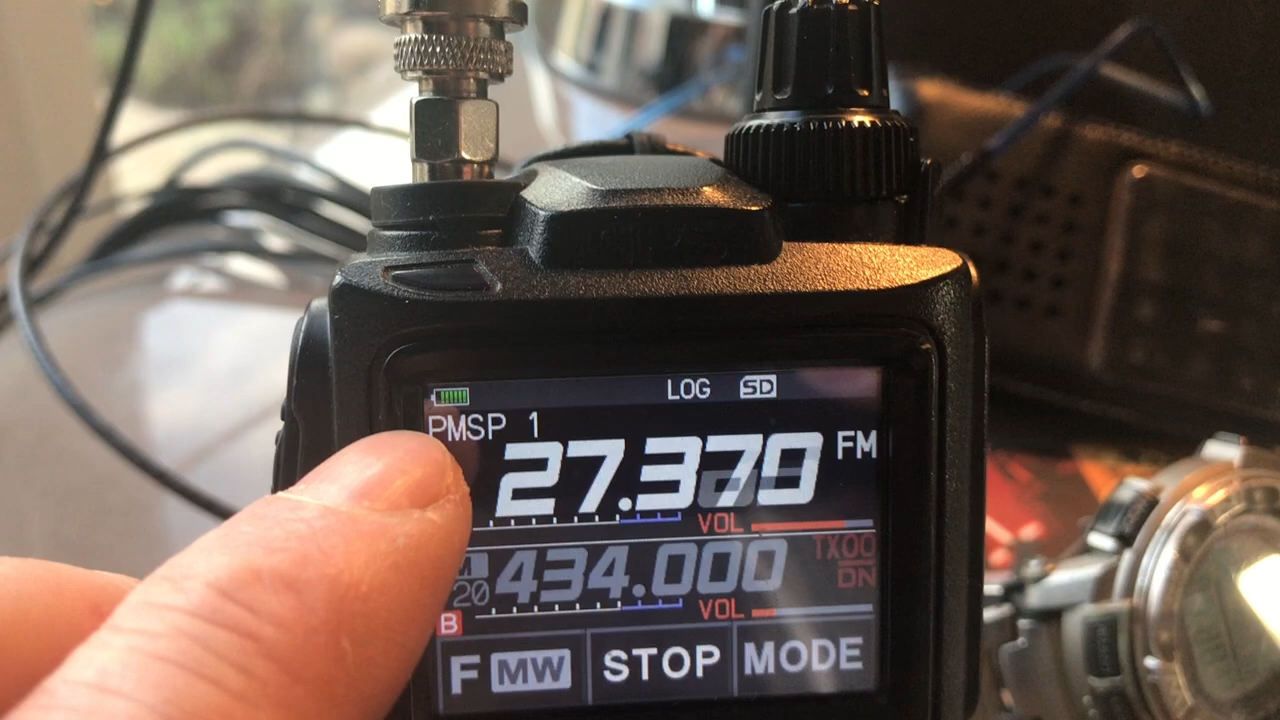 LOG SD
PMSP 1
27.370 FM
VOL
434.000 TX00
20 DN
VOL
B
F MW STOP MODE